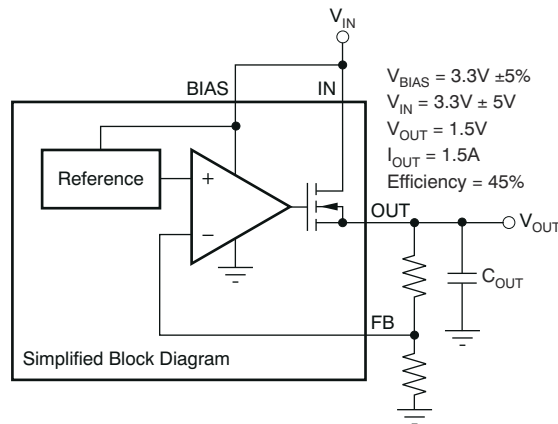 V_IN
BIAS
IN
V_BIAS = 3.3V ±5%
V_IN = 3.3V ± 5V
V_OUT = 1.5V
I_OUT = 1.5A
Efficiency = 45%
Reference
+
−
OUT
V_OUT
C_OUT
FB
Simplified Block Diagram